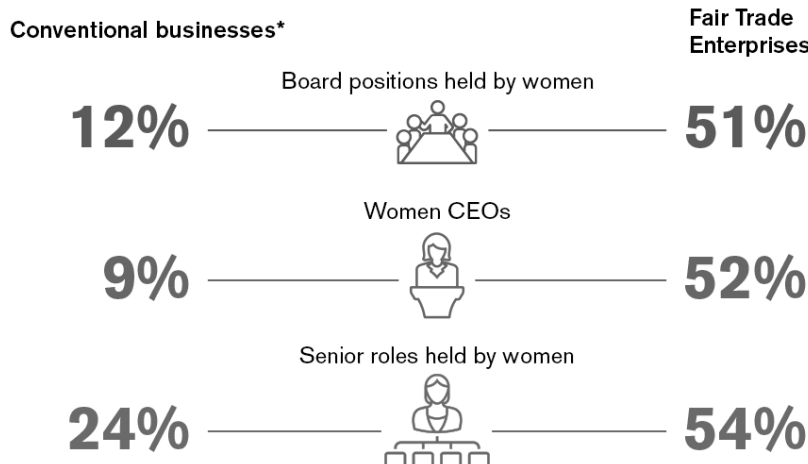 Conventional businesses*
Fair Trade
Enterprises
Board positions held by women
12%
51%
Women CEOs
9%
52%
Senior roles held by women
24%
54%